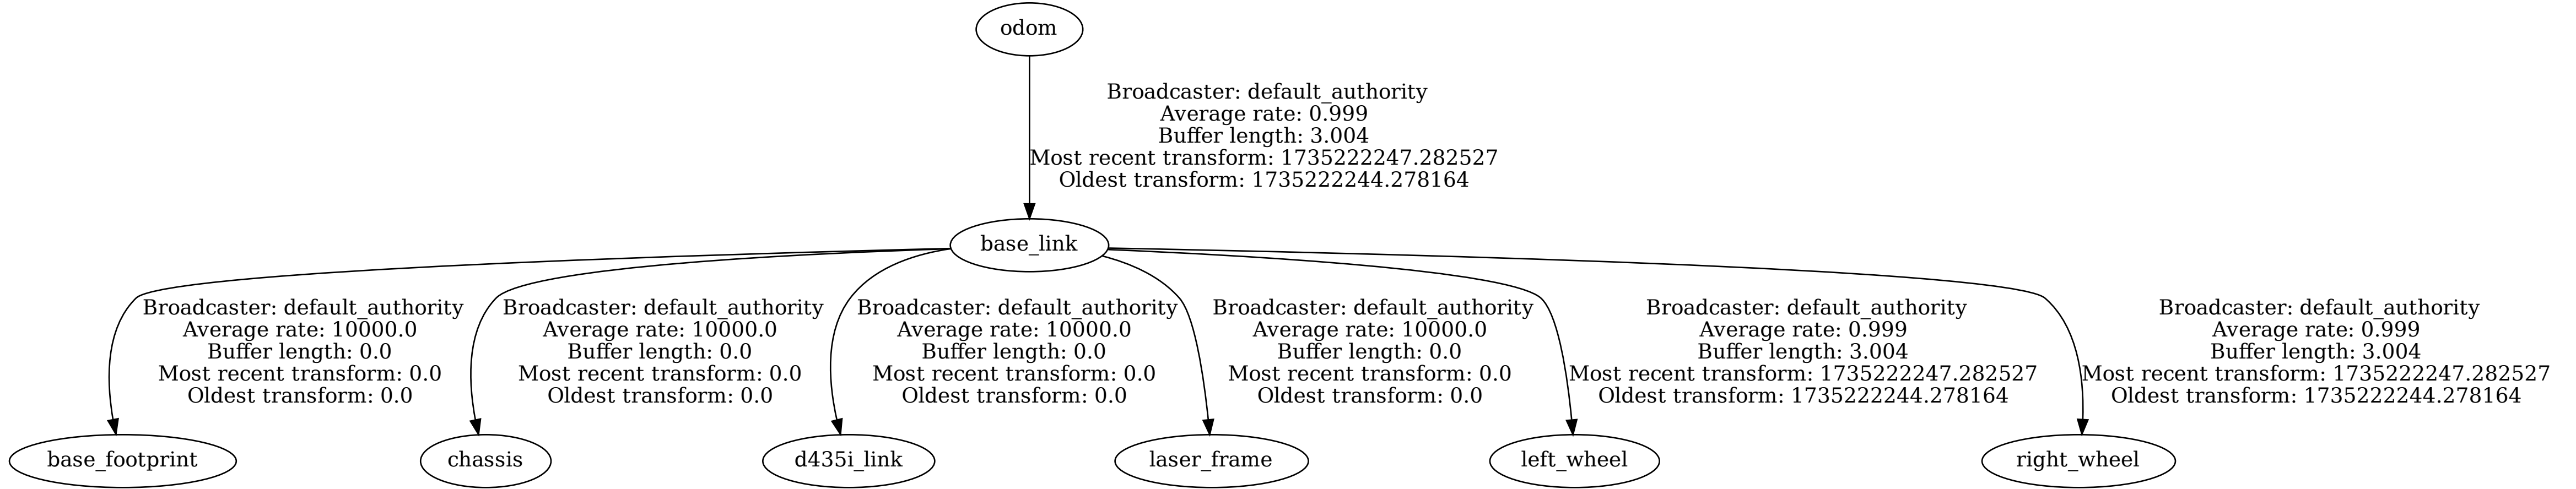 odom
Broadcaster: default_authority
Average rate: 0.999
Buffer length: 3.004
Most recent transform: 1735222247.282527
Oldest transform: 1735222244.278164
base_link
Broadcaster: default_authority
Average rate: 10000.0
Buffer length: 0.0
Most recent transform: 0.0
Oldest transform: 0.0
Broadcaster: default_authority
Average rate: 10000.0
Buffer length: 0.0
Most recent transform: 0.0
Oldest transform: 0.0
Broadcaster: default_authority
Average rate: 10000.0
Buffer length: 0.0
Most recent transform: 0.0
Oldest transform: 0.0
Broadcaster: default_authority
Average rate: 10000.0
Buffer length: 0.0
Most recent transform: 0.0
Oldest transform: 0.0
Broadcaster: default_authority
Average rate: 0.999
Buffer length: 3.004
Most recent transform: 1735222247.282527
Oldest transform: 1735222244.278164
Broadcaster: default_authority
Average rate: 0.999
Buffer length: 3.004
Most recent transform: 1735222247.282527
Oldest transform: 1735222244.278164
base_footprint
chassis
d435i_link
laser_frame
left_wheel
right_wheel